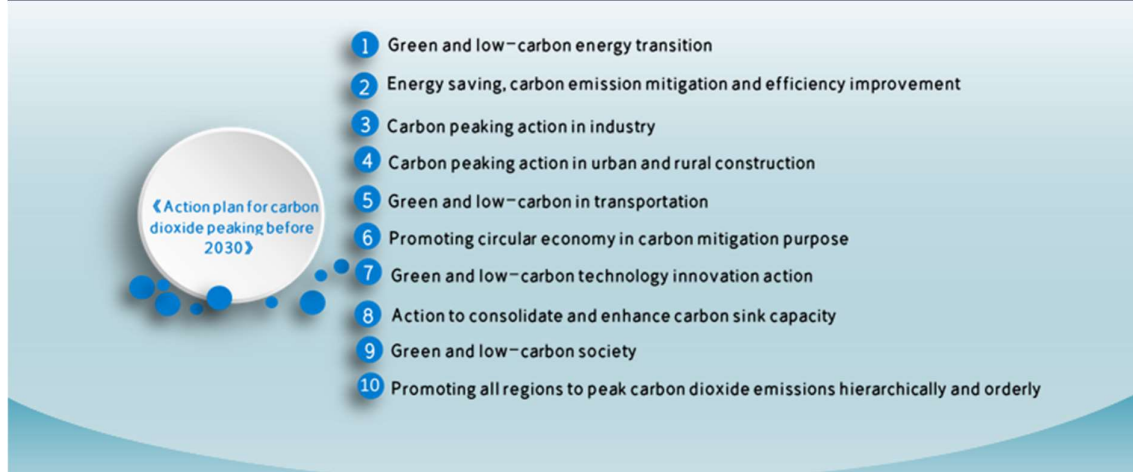 《Action plan for carbon
dioxide peaking before
2030》
1 Green and low-carbon energy transition
2 Energy saving, carbon emission mitigation and efficiency improvement
3 Carbon peaking action in industry
4 Carbon peaking action in urban and rural construction
5 Green and low-carbon in transportation
6 Promoting circular economy in carbon mitigation purpose
7 Green and low-carbon technology innovation action
8 Action to consolidate and enhance carbon sink capacity
9 Green and low-carbon society
10 Promoting all regions to peak carbon dioxide emissions hierarchically and orderly